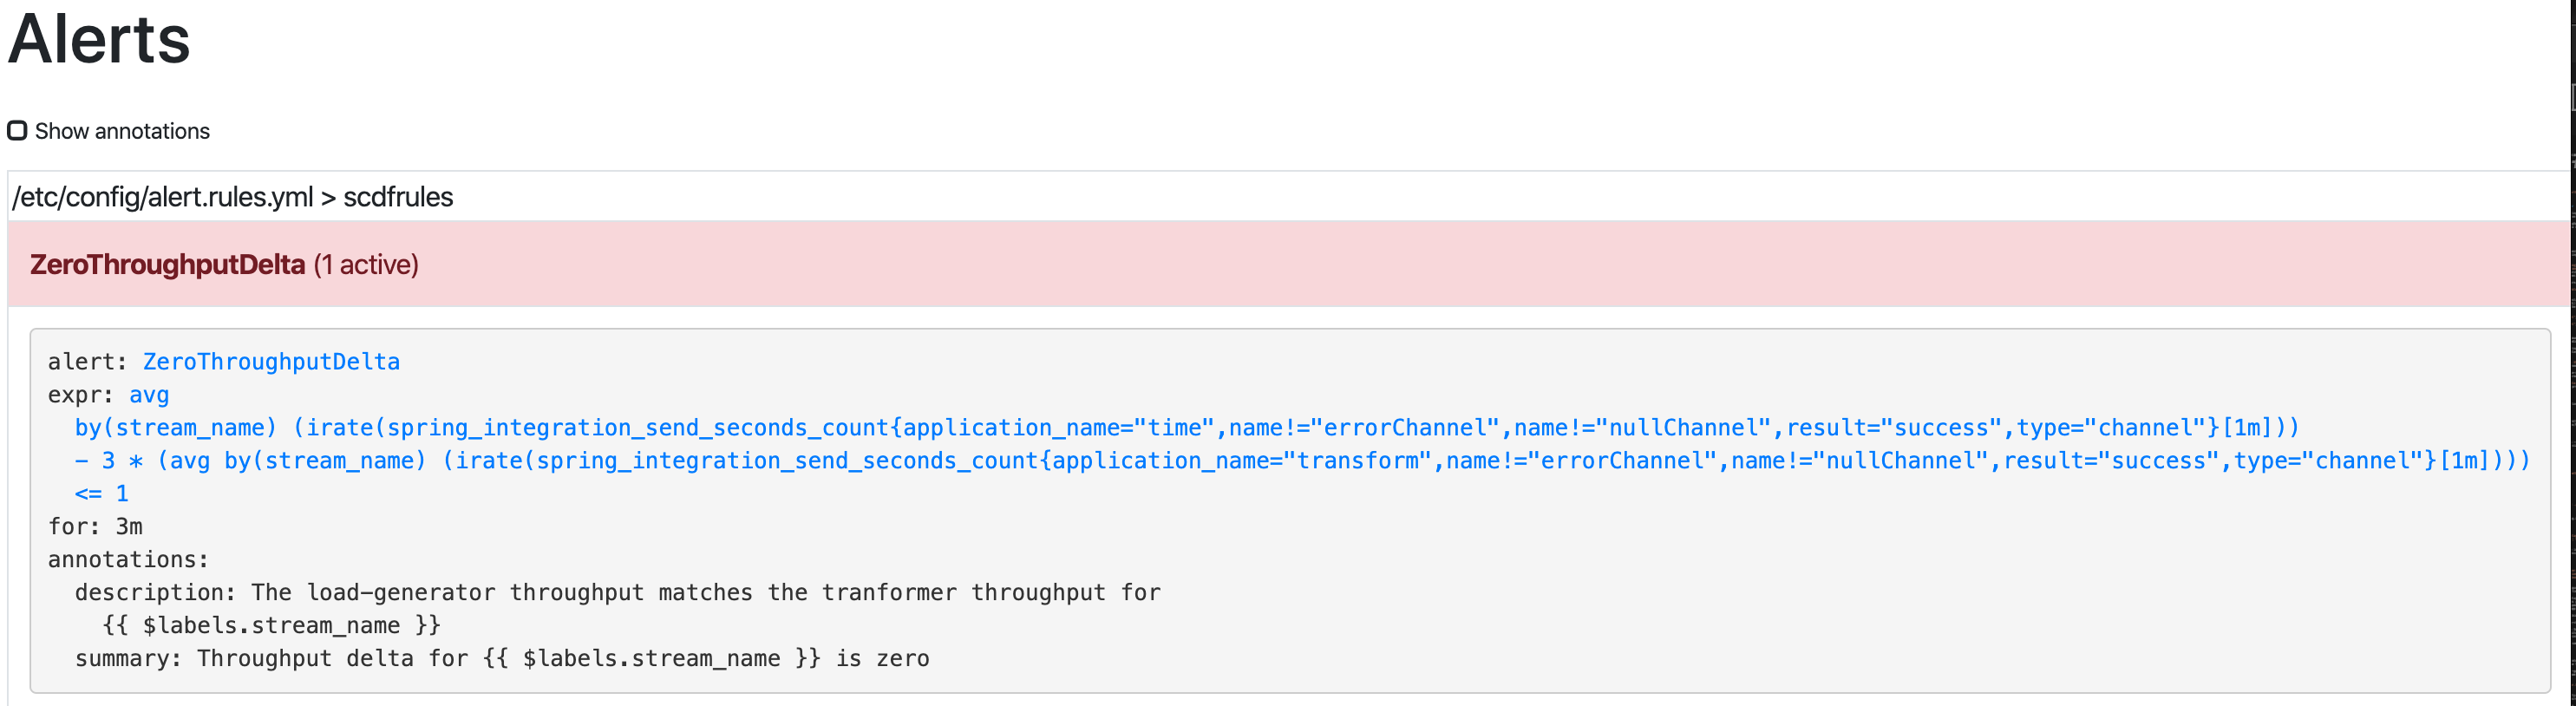 Alerts
Show annotations
/etc/config/alert.rules.yml > scdfrules
ZeroThroughputDelta (1 active)
alert: ZeroThroughputDelta
expr: avg
by(stream_name) (irate(spring_integration_send_seconds_count{application_name="time",name!="errorChannel",name!="nullChannel",result="success",type="channel"}[1m]))
- 3 * (avg by(stream_name) (irate(spring_integration_send_seconds_count{application_name="transform",name!="errorChannel",name!="nullChannel",result="success",type="channel"}[1m])))
<= 1
for: 3m
annotations:
description: The load-generator throughput matches the tranformer throughput for
{{ $labels.stream_name }}
summary: Throughput delta for {{ $labels.stream_name }} is zero